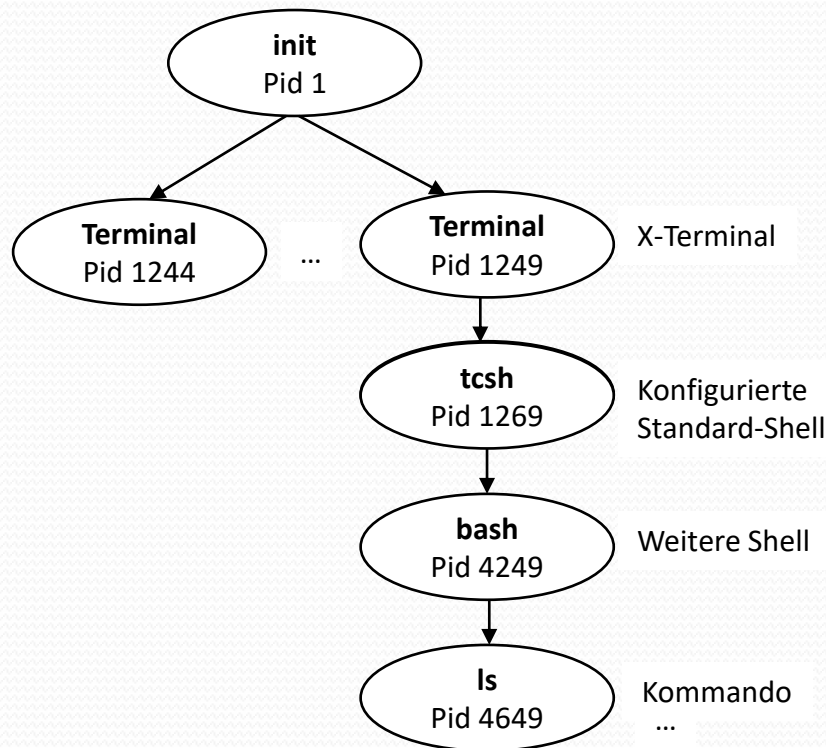 init
Pid 1
Terminal
Pid 1244
...
Terminal
Pid 1249
X-Terminal
tcsh
Pid 1269
Konfigurierte
Standard-Shell
bash
Pid 4249
Weitere Shell
ls
Pid 4649
Kommando
...